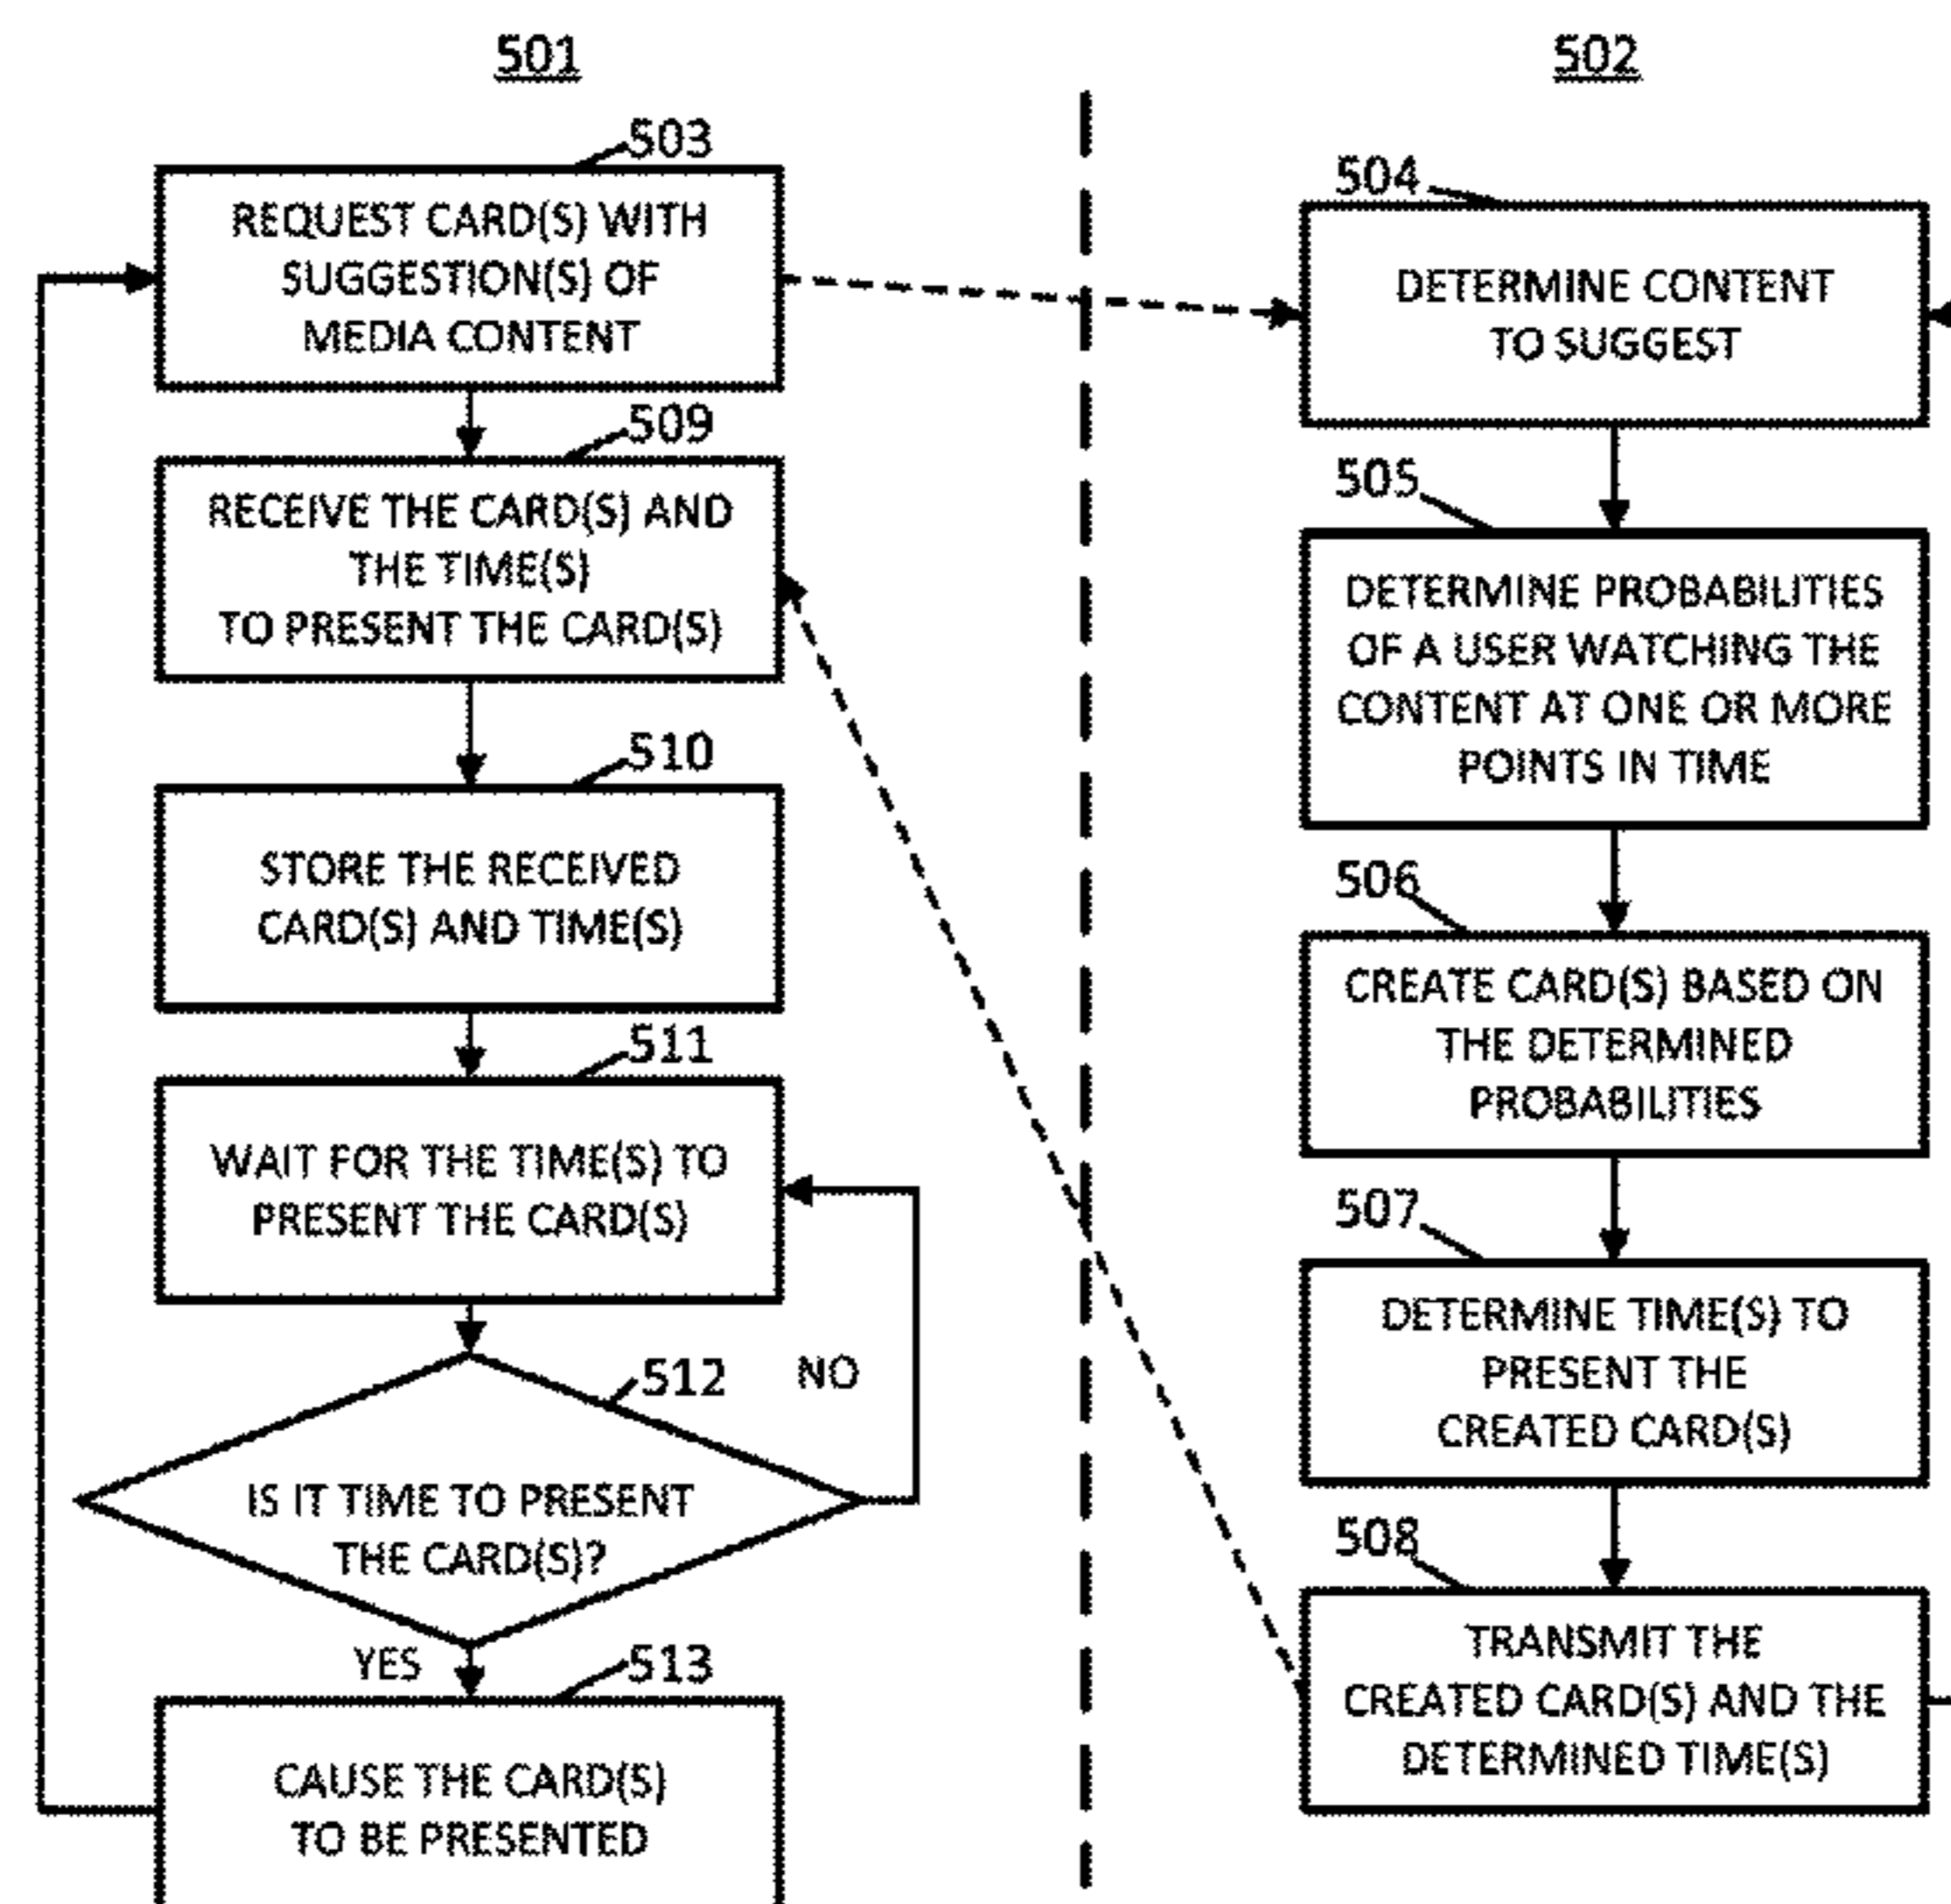 501
503
REQUEST CARD(S) WITH
SUGGESTION(S) OF
MEDIA CONTENT
509
RECEIVE THE CARD(S) AND
THE TIME(S)
TO PRESENT THE CARD(S)
510
STORE THE RECEIVED
CARD(S) AND TIME(S)
511
WAIT FOR THE TIME(S) TO
PRESENT THE CARD(S)
512
NO
IS IT TIME TO PRESENT
THE CARD(S)?
YES
513
CAUSE THE CARD(S)
TO BE PRESENTED
502
504
DETERMINE CONTENT
TO SUGGEST
505
DETERMINE PROBABILITIES
OF A USER WATCHING THE
CONTENT AT ONE OR MORE
POINTS IN TIME
506
CREATE CARD(S) BASED ON
THE DETERMINED
PROBABILITIES
507
DETERMINE TIME(S) TO
PRESENT THE
CREATED CARD(S)
508
TRANSMIT THE
CREATED CARD(S) AND THE
DETERMINED TIME(S)